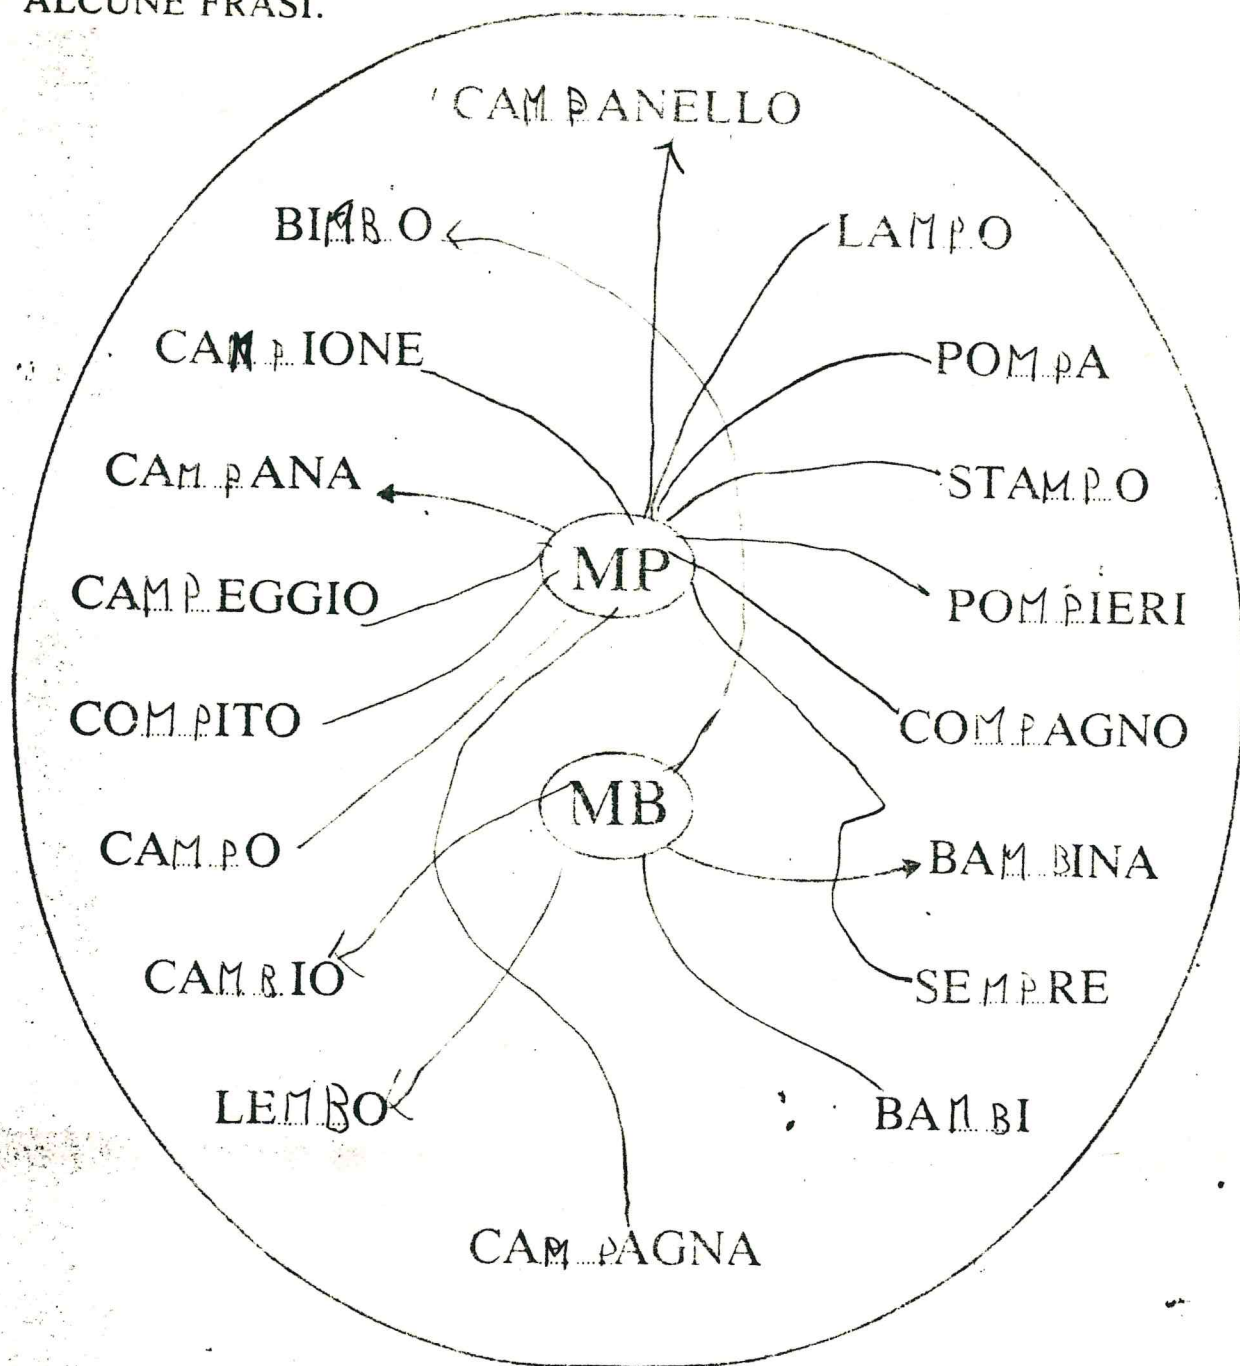 ALCUNE FRASI.
CAMPANELLO
BIMBO
LAMPO
CAMPIONE
POMPA
CAMPANA
STAMPO
MP
CAMPEGGIO
POMPIERI
COMPITO
COMPAGNO
MB
CAMPO
BAMBINA
CAMBIO
SEMPRE
LEMBO
BAMBI
CAMPAGNA